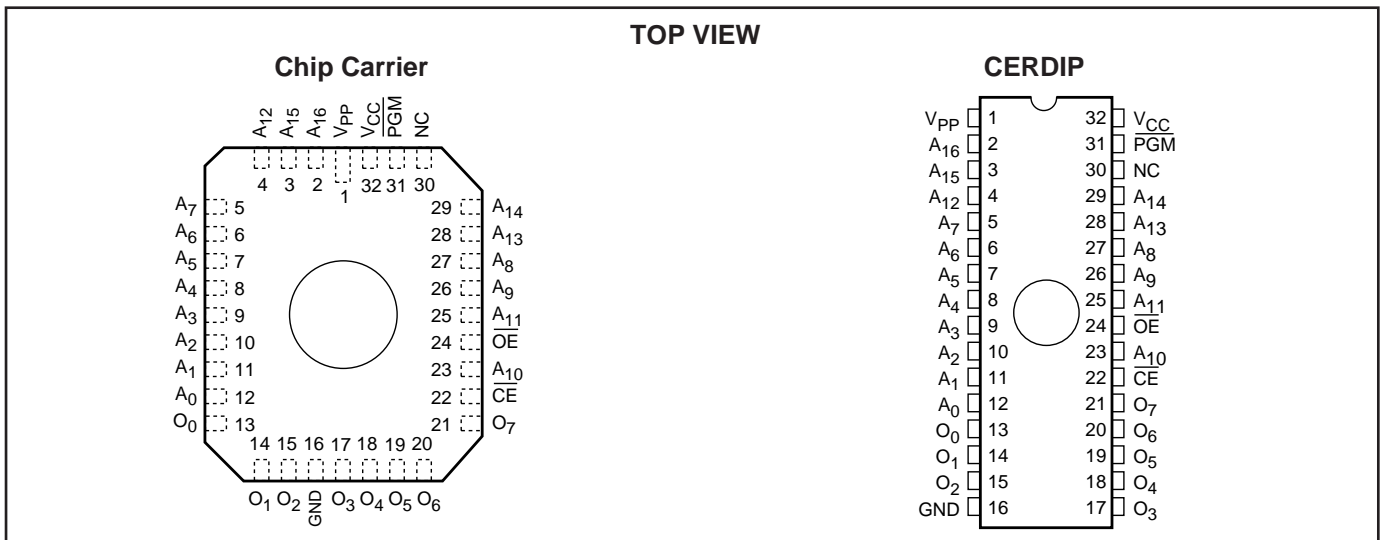 TOP VIEW
Chip Carrier
A12 A15 A16 VPP VCC PGM NC
4 3 2 1 32 31 30
A7 5 29 A14
A6 6 28 A13
A5 7 27 A8
A4 8 26 A9
A3 9 25 A11
A2 10 24 OE
A1 11 23 A10
A0 12 22 CE
O0 13 21 O7
14 15 16 17 18 19 20
O1 O2 GND O3 O4 O5 O6
CERDIP
VPP 1 32 VCC
A16 2 31 PGM
A15 3 30 NC
A12 4 29 A14
A7 5 28 A13
A6 6 27 A8
A5 7 26 A9
A4 8 25 A11
A3 9 24 OE
A2 10 23 A10
A1 11 22 CE
A0 12 21 O7
O0 13 20 O6
O1 14 19 O5
O2 15 18 O4
GND 16 17 O3